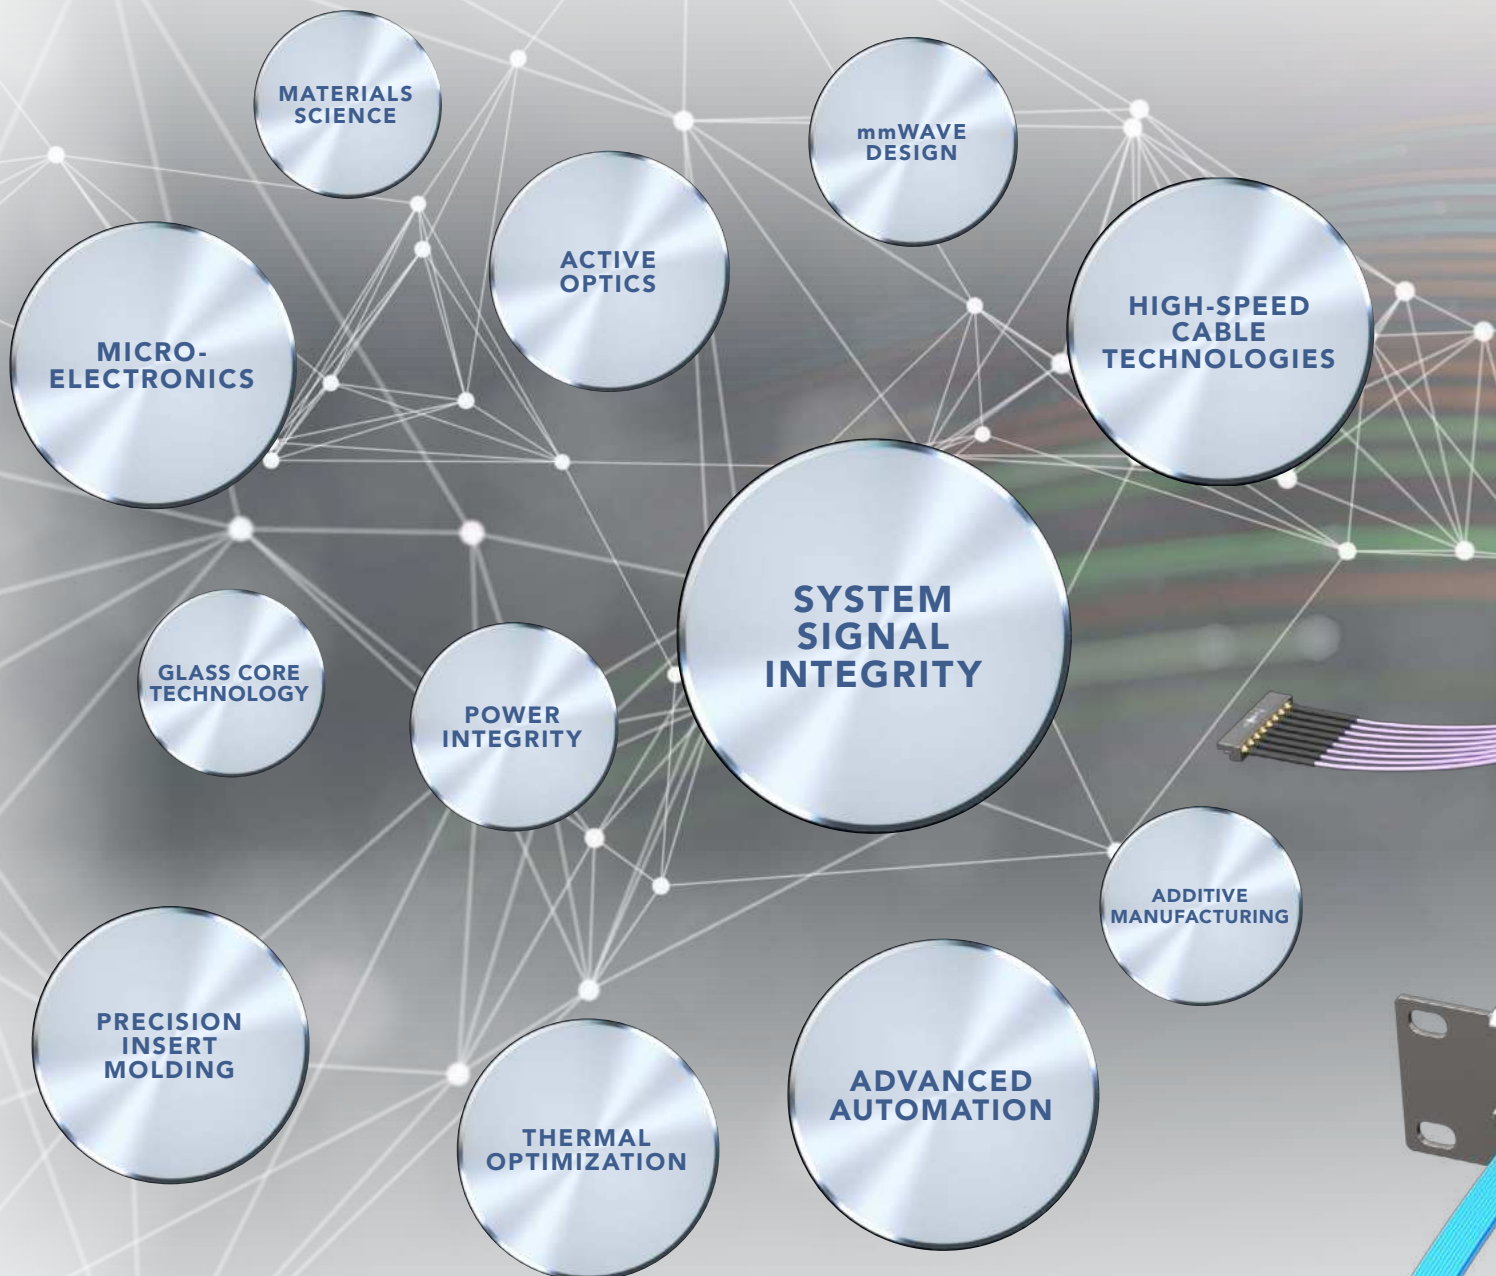 MATERIALS
SCIENCE
mmWAVE
DESIGN
ACTIVE
OPTICS
HIGH-SPEED
CABLE
TECHNOLOGIES
MICRO-
ELECTRONICS
SYSTEM
SIGNAL
INTEGRITY
GLASS CORE
TECHNOLOGY
POWER
INTEGRITY
ADDITIVE
MANUFACTURING
PRECISION
INSERT
MOLDING
ADVANCED
AUTOMATION
THERMAL
OPTIMIZATION